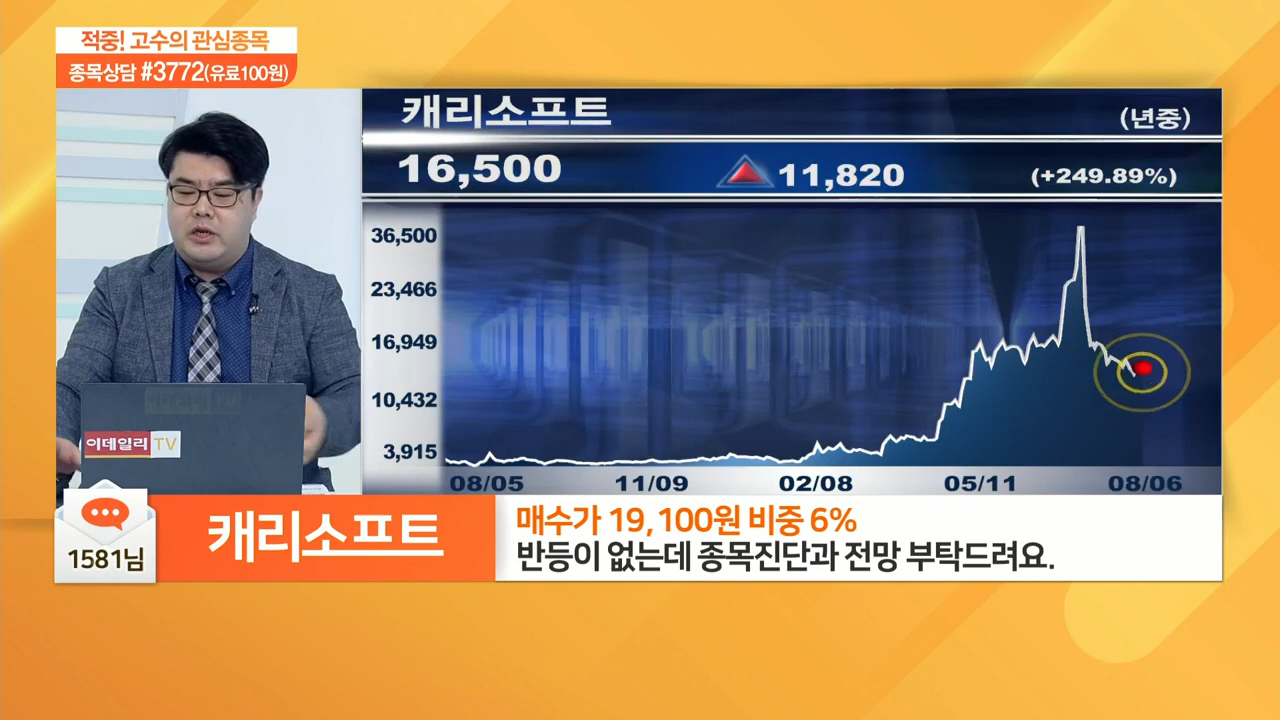 적중! 고수의 관심종목
종목상담 #3772(유료100원)
캐리소프트
(년중)
16,500
11,820
(+249.89%)
36,500
23,466
16,949
10,432
3,915
08/05
11/09
02/08
05/11
08/06
이데일리 TV
1581님
캐리소프트
매수가 19,100원 비중 6%
반등이 없는데 종목진단과 전망 부탁드려요.